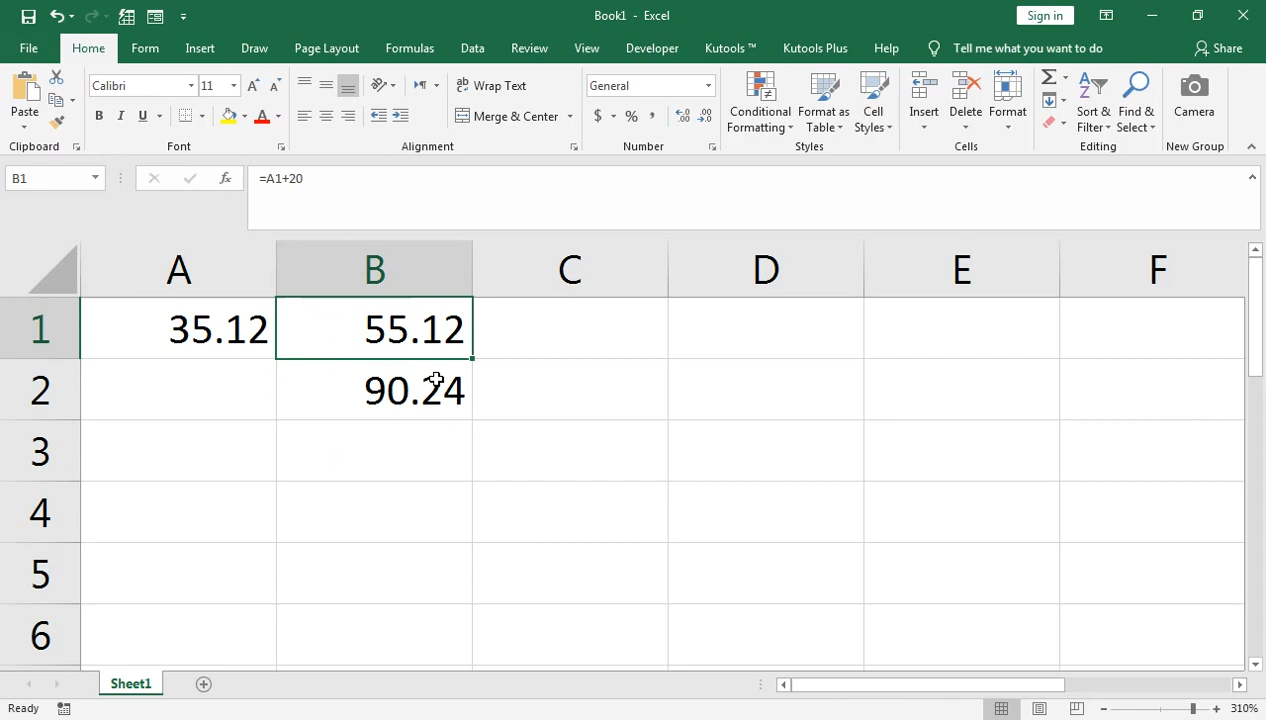 Book1 - Excel
Sign in
File Home Form Insert Draw Page Layout Formulas Data Review View Developer Kutools ™ Kutools Plus Help Tell me what you want to do Share
Paste
Calibri 11
B I U
Wrap Text
Merge & Center
General
$ % ,
Conditional Formatting
Format as Table
Cell Styles
Insert
Delete
Format
Sort & Filter
Find & Select
Camera
Clipboard Font Alignment Number Styles Cells Editing New Group
B1 fx =A1+20
A B C D E F
1 35.12 55.12
2 90.24
3
4
5
6
Sheet1
Ready 310%